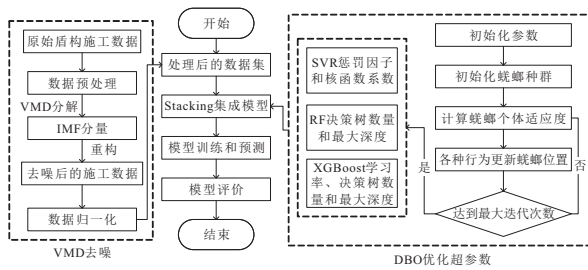 原始盾构施工数据
数据预处理
VMD分解
IMF分量
重构
去噪后的施工数据
数据归一化
VMD去噪
开始
处理后的数据集
Stacking集成模型
模型训练和预测
模型评价
结束
SVR惩罚因子
和核函数系数
RF决策树数量
和最大深度
XGBoost学习
率、决策树数
量和最大深度
初始化参数
初始化蜣螂种群
计算蜣螂个体适应度
各种行为更新蜣螂位置
是
否
达到最大迭代次数
DBO优化超参数